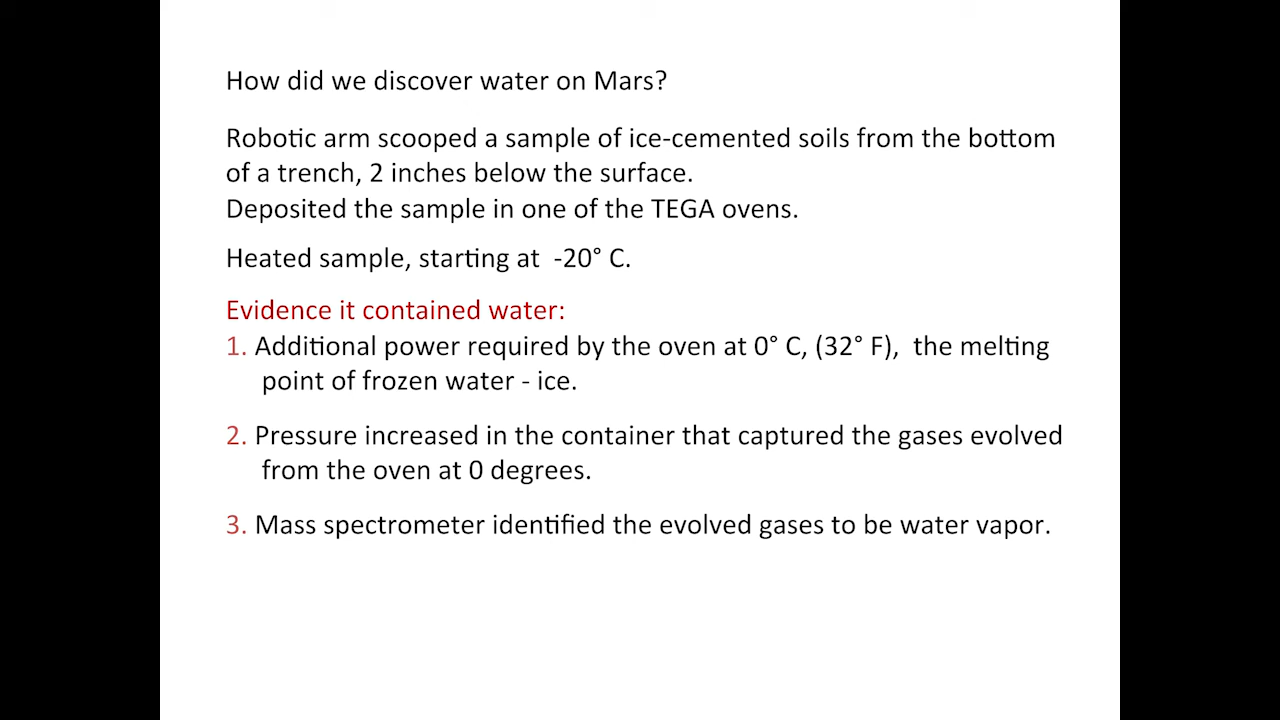 How did we discover water on Mars?
Robotic arm scooped a sample of ice-cemented soils from the bottom
of a trench, 2 inches below the surface.
Deposited the sample in one of the TEGA ovens.
Heated sample, starting at  -20° C.
Evidence it contained water:
1. Additional power required by the oven at 0° C, (32° F),  the melting
point of frozen water - ice.
2. Pressure increased in the container that captured the gases evolved
from the oven at 0 degrees.
3. Mass spectrometer identified the evolved gases to be water vapor.